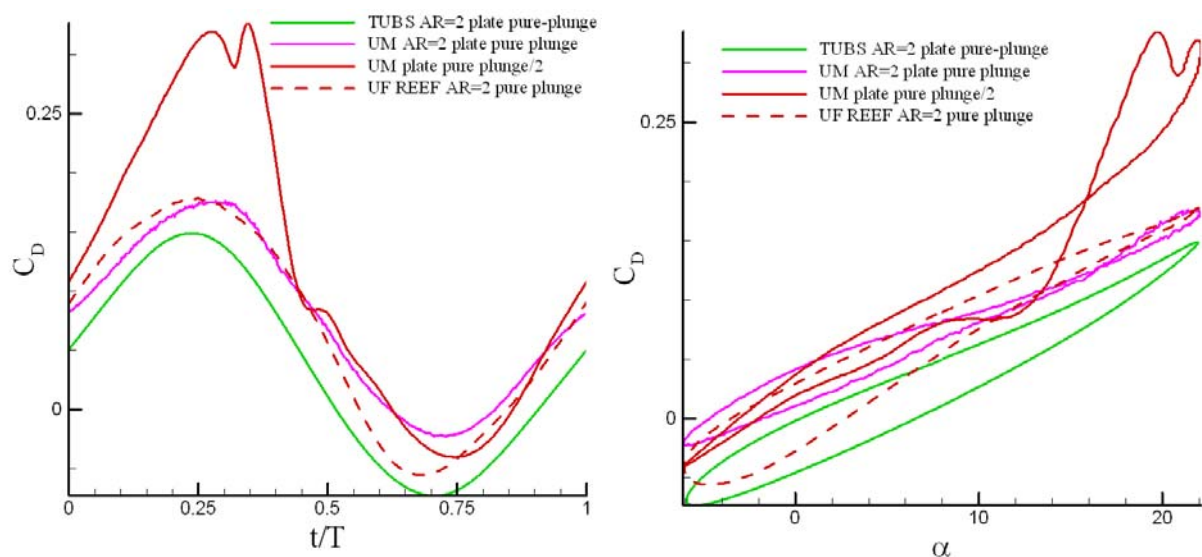 TUBS AR=2 plate pure-plunge
UM AR=2 plate pure plunge
UM plate pure plunge/2
UF REEF AR=2 pure plunge
0.25
C_D
0
0
0.25
0.5
0.75
1
t/T
TUBS AR=2 plate pure-plunge
UM AR=2 plate pure plunge
UM plate pure plunge/2
UF REEF AR=2 pure plunge
0.25
C_D
0
0
10
20
α